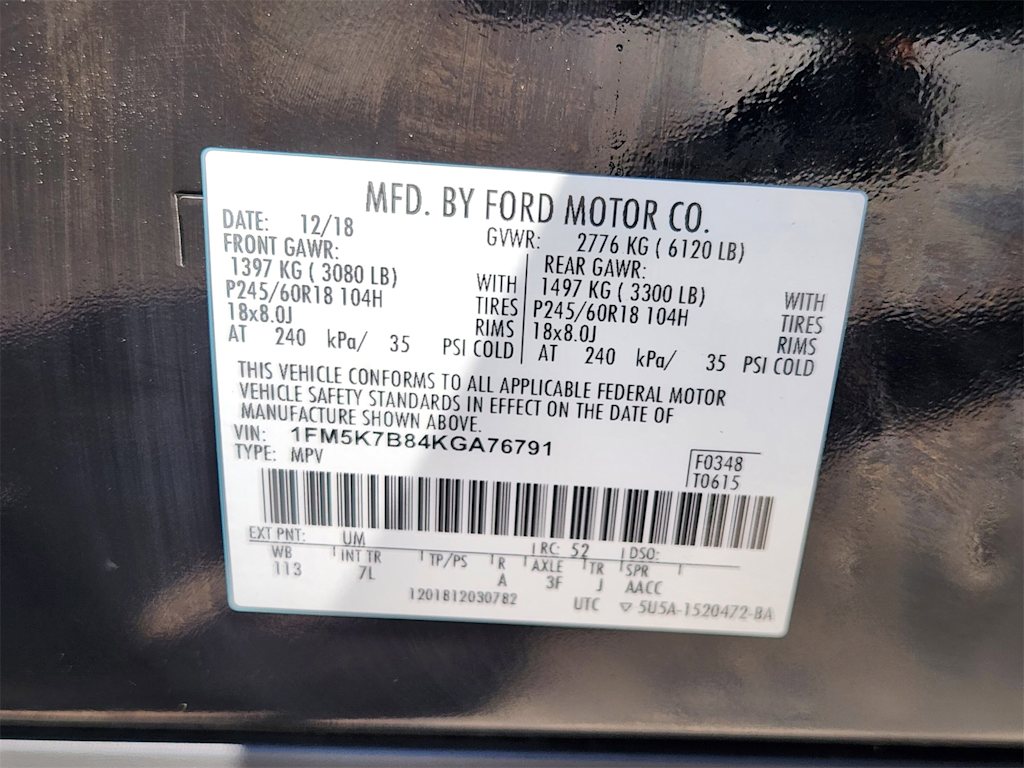 MFD. BY FORD MOTOR CO.
DATE: 12/18 GVWR: 2776 KG ( 6120 LB)
FRONT GAWR: REAR GAWR:
1397 KG ( 3080 LB) WITH 1497 KG ( 3300 LB) WITH
P245/60R18 104H TIRES P245/60R18 104H TIRES
18x8.0J RIMS 18x8.0J RIMS
AT 240 kPa/ 35 PSI COLD AT 240 kPa/ 35 PSI COLD
THIS VEHICLE CONFORMS TO ALL APPLICABLE FEDERAL MOTOR
VEHICLE SAFETY STANDARDS IN EFFECT ON THE DATE OF
MANUFACTURE SHOWN ABOVE.
VIN: 1FM5K7B84KGA76791
TYPE: MPV
F0348
T0615
EXT PNT: UM RC: 52 DSO:
WB INT TR TP/PS R AXLE TR SPR
113 7L A 3F J AACC
1201812030782 UTC 5U5A-1520472-BA